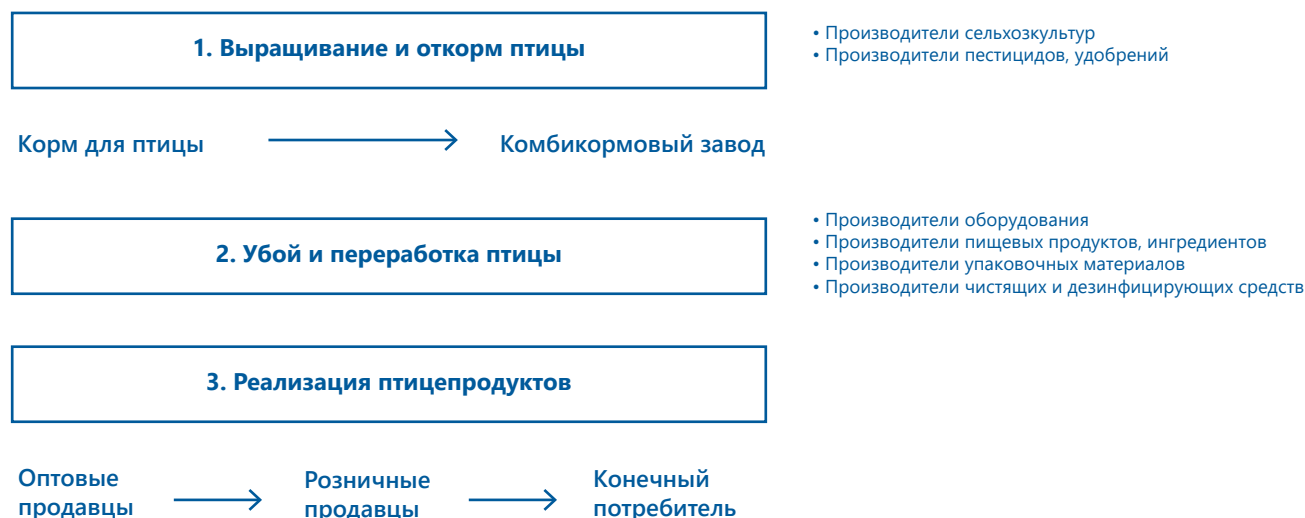 1. Выращивание и откорм птицы
• Производители сельхозкультур
• Производители пестицидов, удобрений
Корм для птицы
Комбикормовый завод
2. Убой и переработка птицы
• Производители оборудования
• Производители пищевых продуктов, ингредиентов
• Производители упаковочных материалов
• Производители чистящих и дезинфицирующих средств
3. Реализация птицепродуктов
Оптовые
продавцы
Розничные
продавцы
Конечный
потребитель